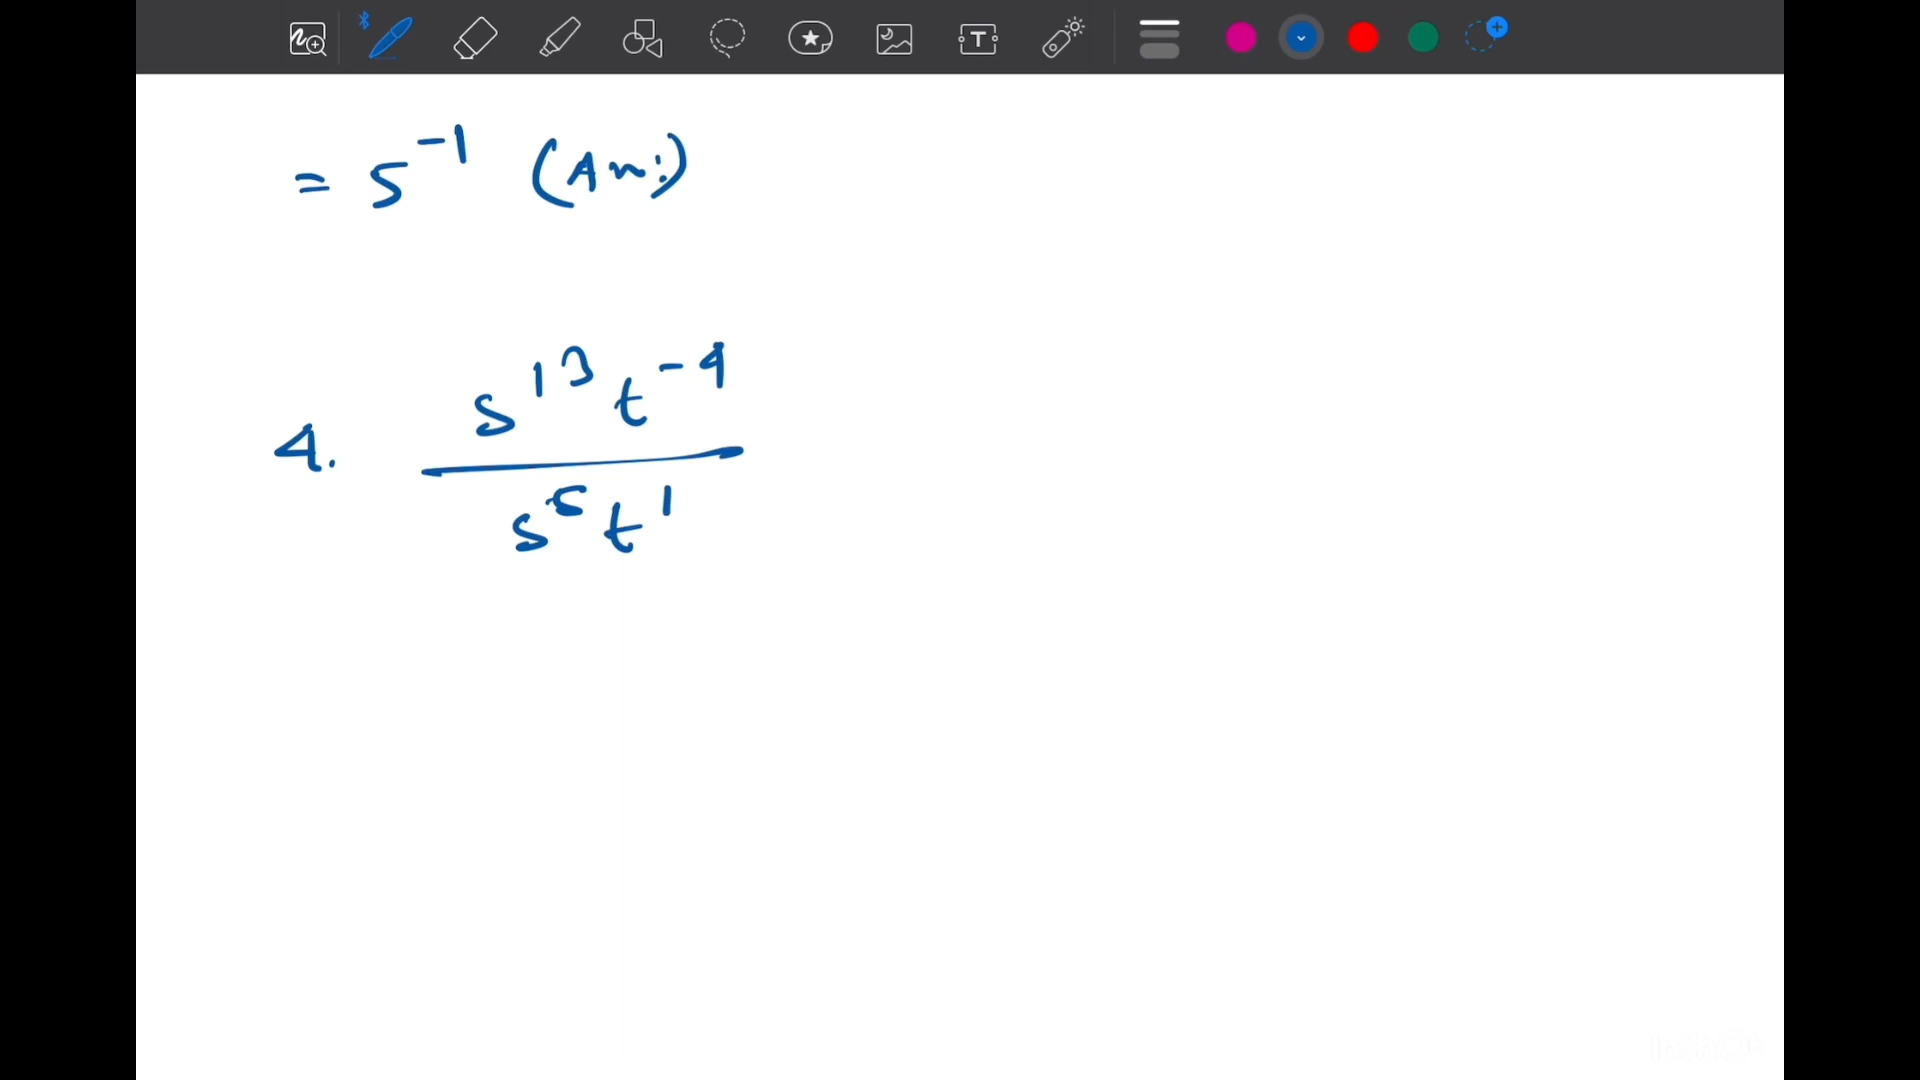 = 5^-1 (Ans:)
4. s^13 t^-4
s^5 t^1